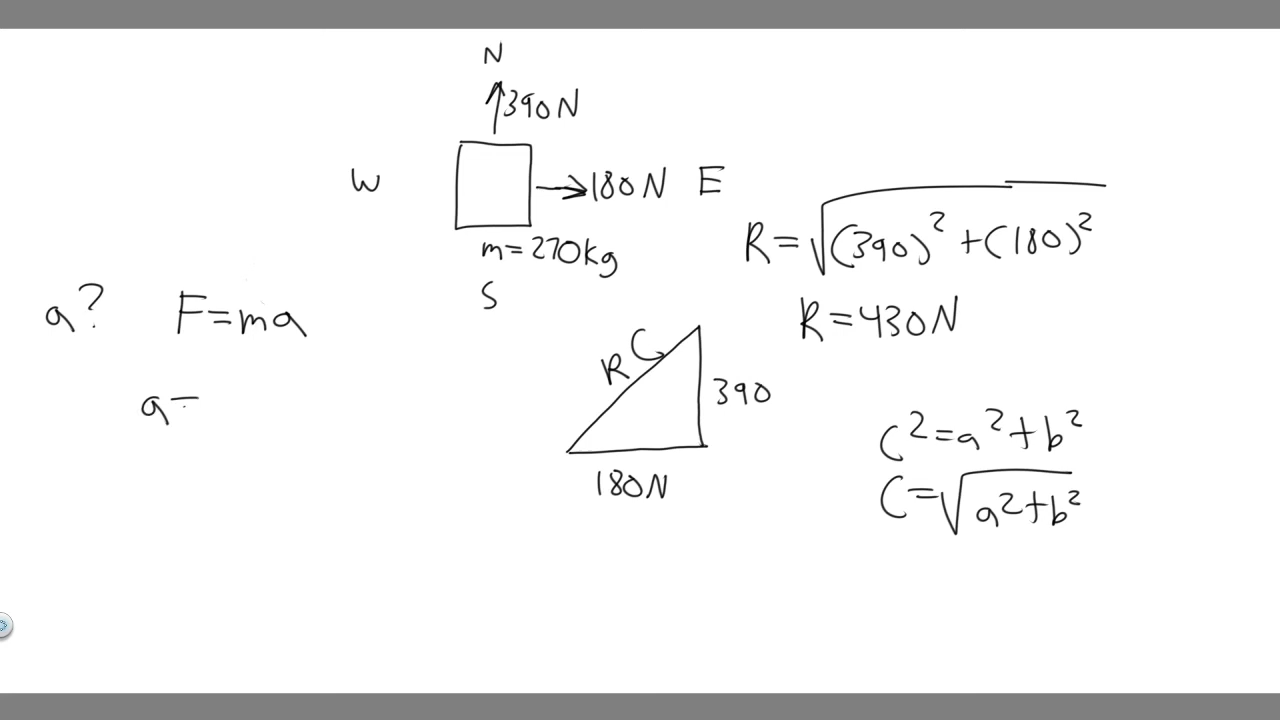 N
390N
W
180N E
m=270kg
S
R=√(390)²+(180)²
R=430N
a? F=ma
a=
R C
390
180N
c²=a²+b²
C=√a²+b²